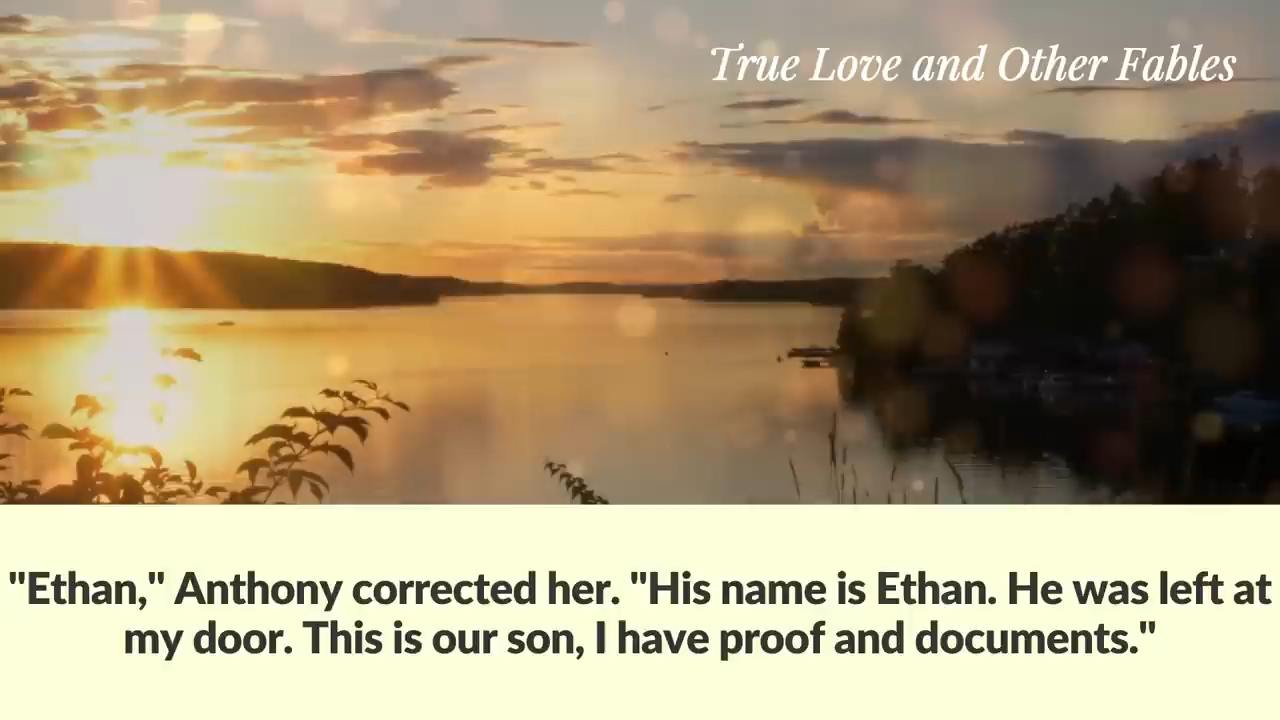 True Love and Other Fables
"Ethan," Anthony corrected her. "His name is Ethan. He was left at
my door. This is our son, I have proof and documents."